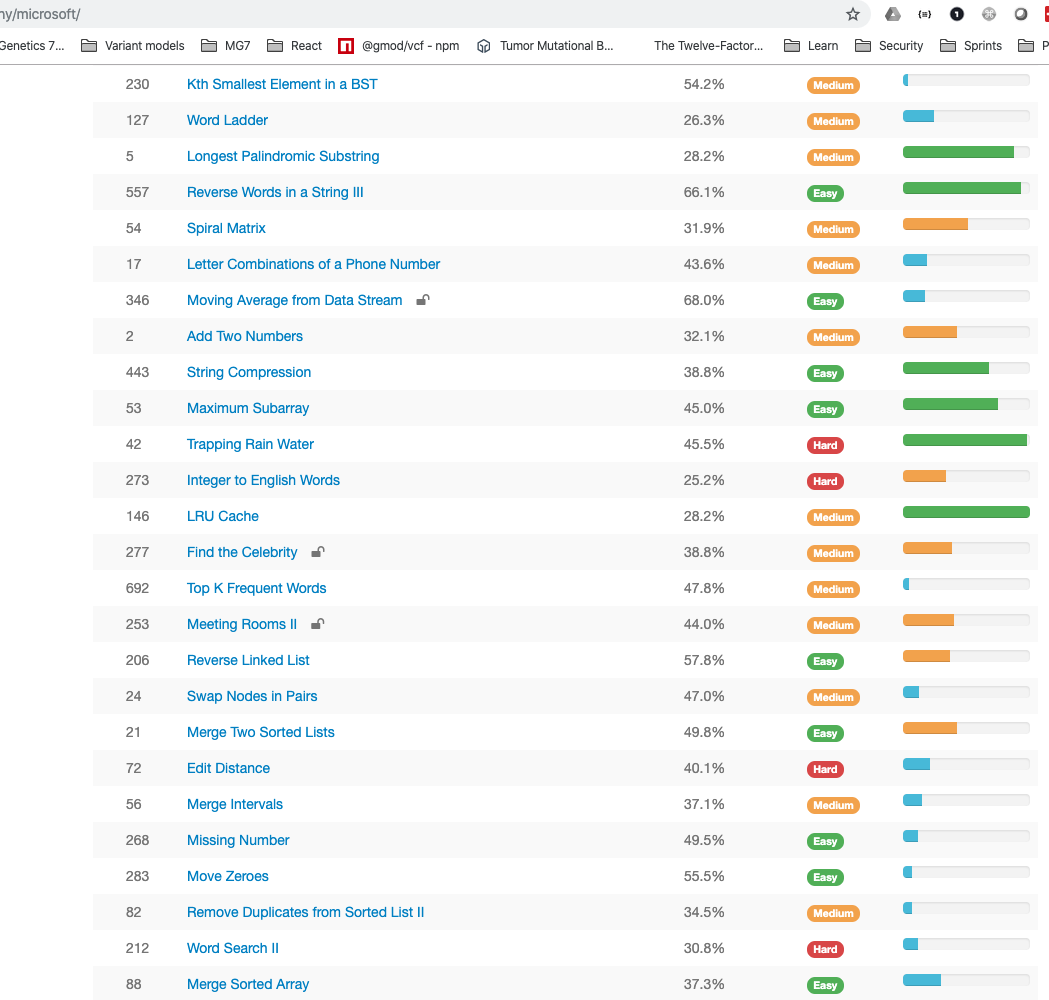 ny/microsoft/
Genetics 7... Variant models MG7 React @gmod/vcf - npm Tumor Mutational B... The Twelve-Factor... Learn Security Sprints P
230 Kth Smallest Element in a BST 54.2% Medium
127 Word Ladder 26.3% Medium
5 Longest Palindromic Substring 28.2% Medium
557 Reverse Words in a String III 66.1% Easy
54 Spiral Matrix 31.9% Medium
17 Letter Combinations of a Phone Number 43.6% Medium
346 Moving Average from Data Stream 68.0% Easy
2 Add Two Numbers 32.1% Medium
443 String Compression 38.8% Easy
53 Maximum Subarray 45.0% Easy
42 Trapping Rain Water 45.5% Hard
273 Integer to English Words 25.2% Hard
146 LRU Cache 28.2% Medium
277 Find the Celebrity 38.8% Medium
692 Top K Frequent Words 47.8% Medium
253 Meeting Rooms II 44.0% Medium
206 Reverse Linked List 57.8% Easy
24 Swap Nodes in Pairs 47.0% Medium
21 Merge Two Sorted Lists 49.8% Easy
72 Edit Distance 40.1% Hard
56 Merge Intervals 37.1% Medium
268 Missing Number 49.5% Easy
283 Move Zeroes 55.5% Easy
82 Remove Duplicates from Sorted List II 34.5% Medium
212 Word Search II 30.8% Hard
88 Merge Sorted Array 37.3% Easy